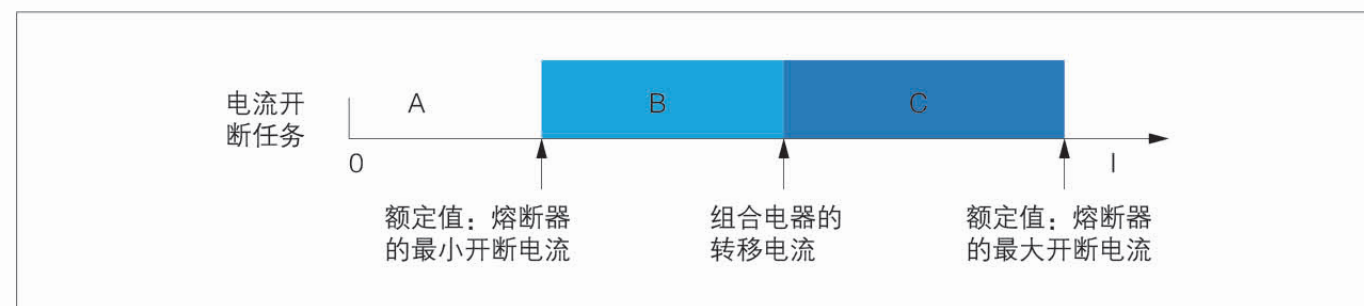 电流开
断任务
A
B
C
0
I
额定值：熔断器
的最小开断电流
组合电器的
转移电流
额定值：熔断器
的最大开断电流